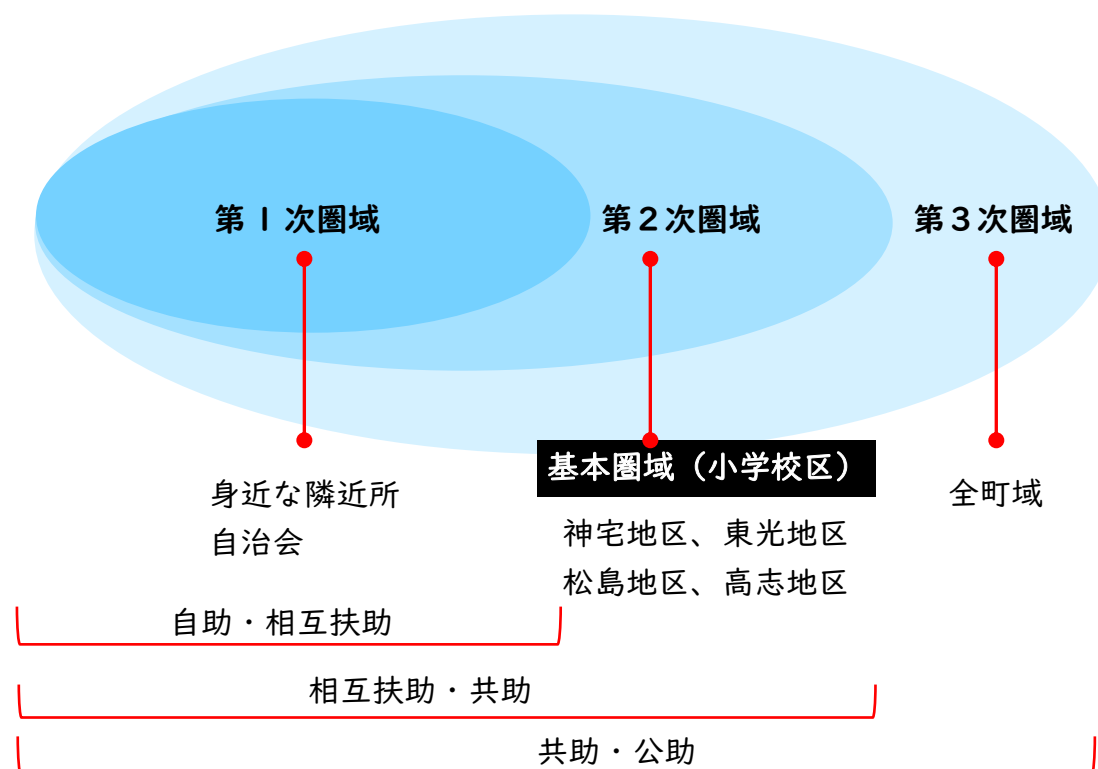 第1次圏域
第2次圏域
第3次圏域
身近な隣近所
自治会
基本圏域（小学校区）
神宅地区、東光地区
松島地区、高志地区
全町域
自助・相互扶助
相互扶助・共助
共助・公助